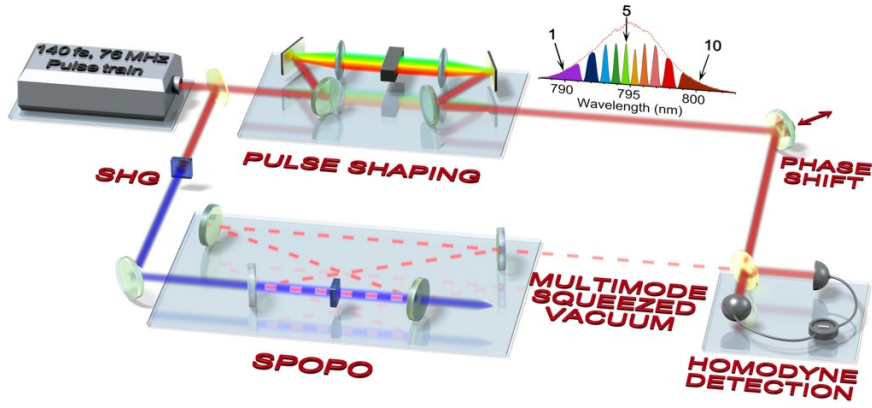 140 fs, 76 MHz
Pulse train
SHG
PULSE SHAPING
1
5
10
790
795
800
Wavelength (nm)
PHASE
SHIFT
SPOPO
MULTIMODE
SQUEEZED
VACUUM
HOMODYNE
DETECTION